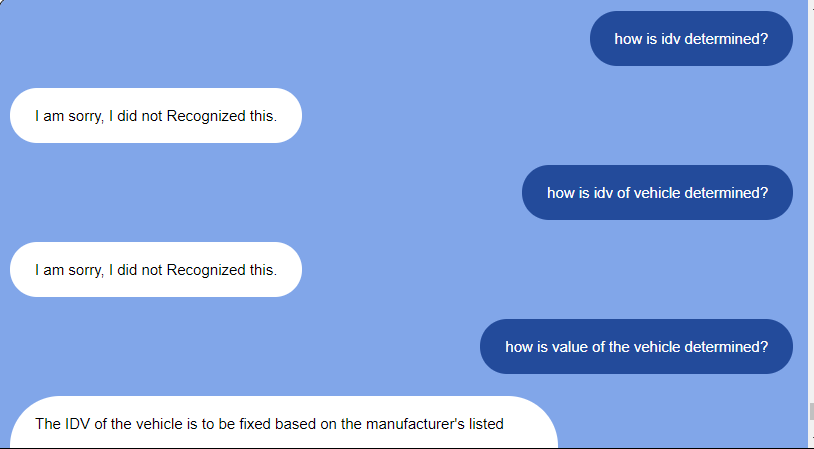 how is idv determined?
I am sorry, I did not Recognized this.
how is idv of vehicle determined?
I am sorry, I did not Recognized this.
how is value of the vehicle determined?
The IDV of the vehicle is to be fixed based on the manufacturer's listed